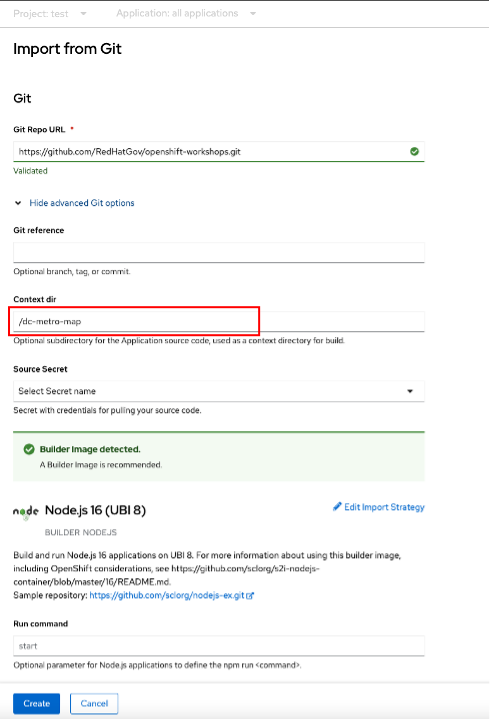 Project: test
Application: all applications
Import from Git
Git
Git Repo URL *
https://github.com/RedHatGov/openshift-workshops.git
Validated
Hide advanced Git options
Git reference
Optional branch, tag, or commit.
Context dir
/dc-metro-map
Optional subdirectory for the Application source code, used as a context directory for build.
Source Secret
Select Secret name
Secret with credentials for pulling your source code.
Builder Image detected.
A Builder Image is recommended.
node
Node.js 16 (UBI 8)
Edit Import Strategy
BUILDER NODEJS
Build and run Node.js 16 applications on UBI 8. For more information about using this builder image,
including OpenShift considerations, see https://github.com/sclorg/s2i-nodejs-
container/blob/master/16/README.md.
Sample repository: https://github.com/sclorg/nodejs-ex.git
Run command
start
Optional parameter for Node.js applications to define the npm run <command>.
Create
Cancel